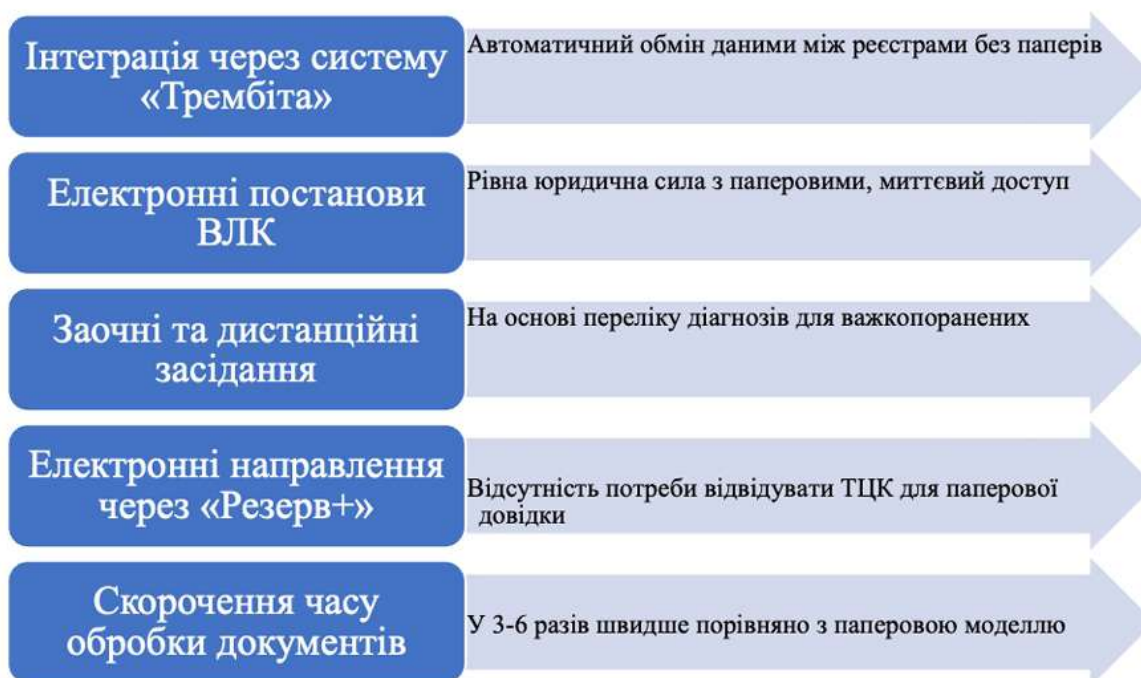 Інтеграція через систему
«Трембіта»
Автоматичний обмін даними між реєстрами без паперів
Електронні постанови
ВЛК
Рівна юридична сила з паперовими, миттєвий доступ
Заочні та дистанційні
засідання
На основі переліку діагнозів для важкопоранених
Електронні направлення
через «Резерв+»
Відсутність потреби відвідувати ТЦК для паперової
довідки
Скорочення часу
обробки документів
У 3-6 разів швидше порівняно з паперовою моделлю